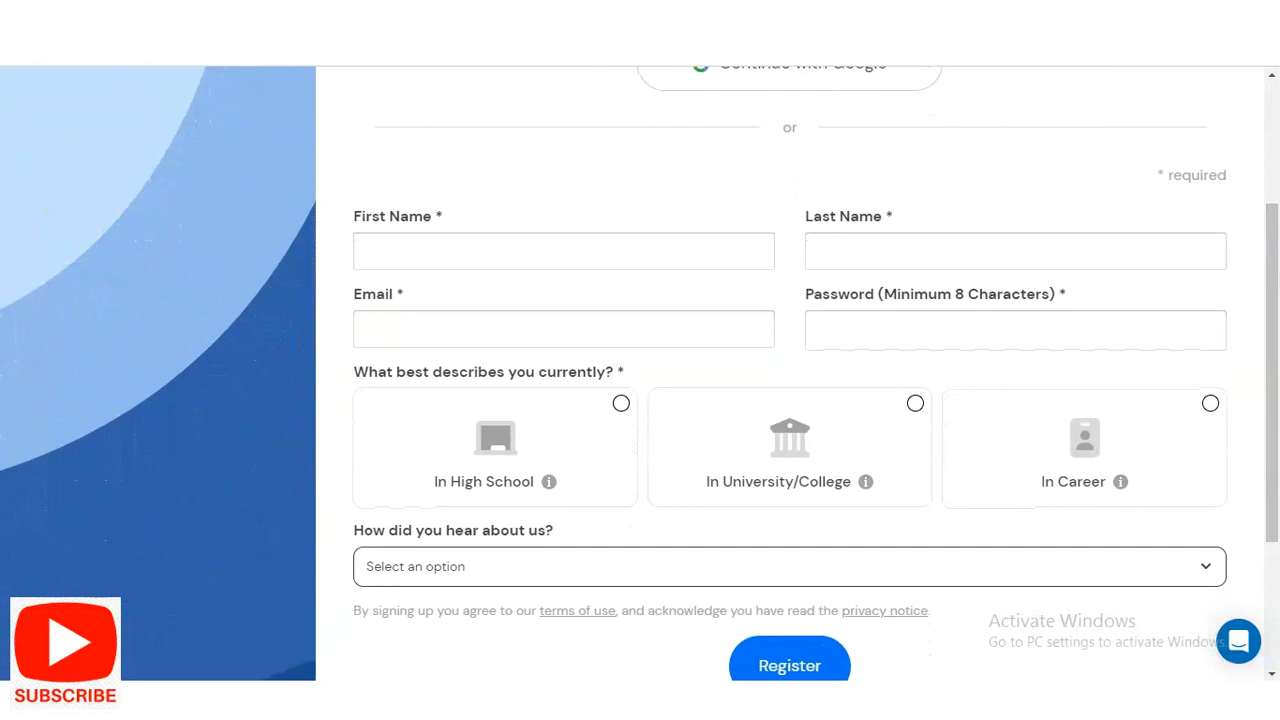 Continue with Google
or
* required
First Name *
Last Name *
Email *
Password (Minimum 8 Characters) *
What best describes you currently? *
In High School
In University/College
In Career
How did you hear about us?
Select an option
By signing up you agree to our terms of use, and acknowledge you have read the privacy notice.
Activate Windows
Go to PC settings to activate Windows.
Register
SUBSCRIBE